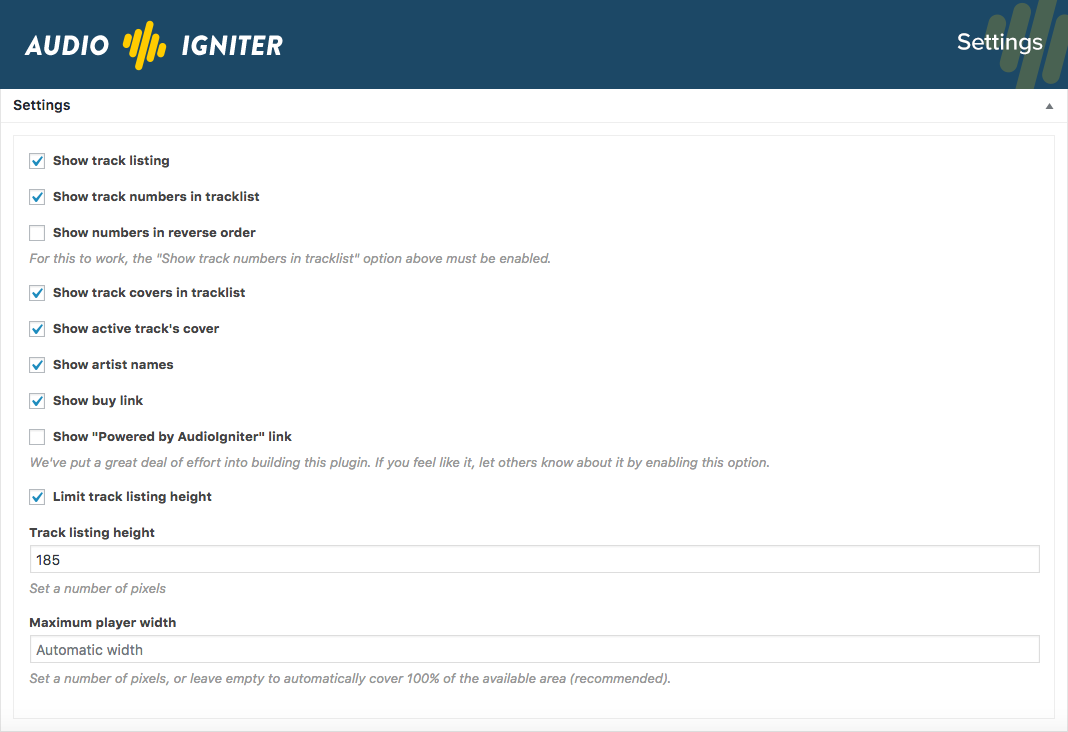 AUDIO IGNITER
Settings
Settings
Show track listing
Show track numbers in tracklist
Show numbers in reverse order
For this to work, the "Show track numbers in tracklist" option above must be enabled.
Show track covers in tracklist
Show active track's cover
Show artist names
Show buy link
Show "Powered by AudioIgniter" link
We've put a great deal of effort into building this plugin. If you feel like it, let others know about it by enabling this option.
Limit track listing height
Track listing height
185
Set a number of pixels
Maximum player width
Automatic width
Set a number of pixels, or leave empty to automatically cover 100% of the available area (recommended).